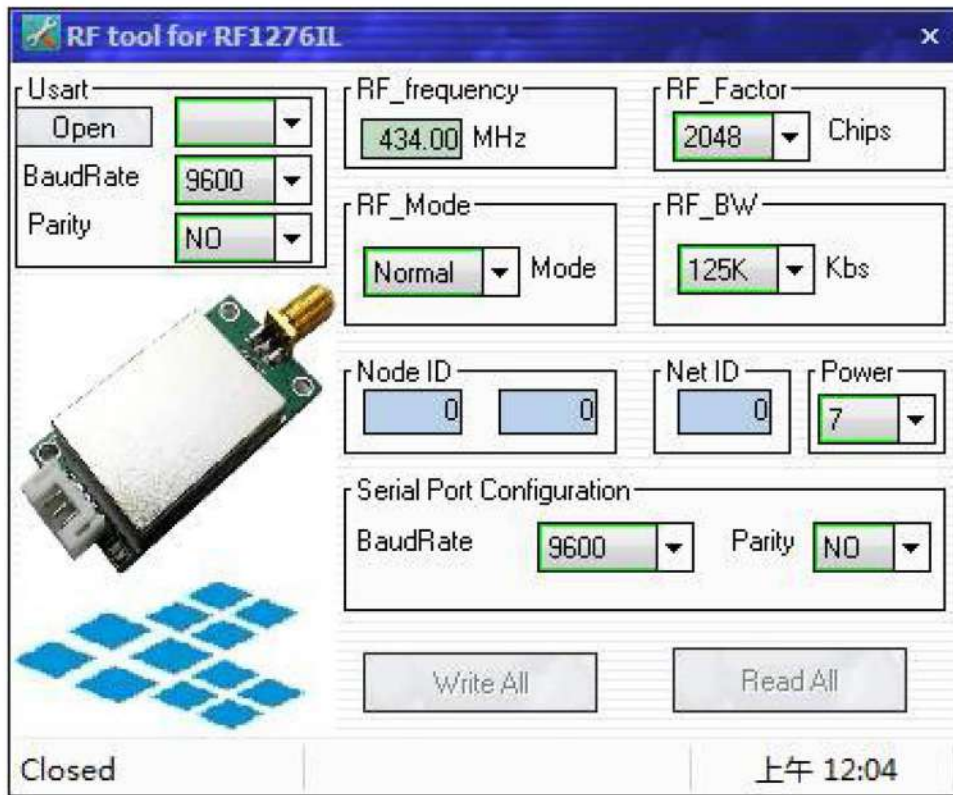 RF tool for RF1276IL
Usart
Open
BaudRate 9600
Parity NO
RF_frequency
434.00 MHz
RF_Factor
2048 Chips
RF_Mode
Normal Mode
RF_BW
125K Kbs
Node ID
0 0
Net ID
0
Power
7
Serial Port Configuration
BaudRate 9600 Parity NO
Write All Read All
Closed 上午 12:04